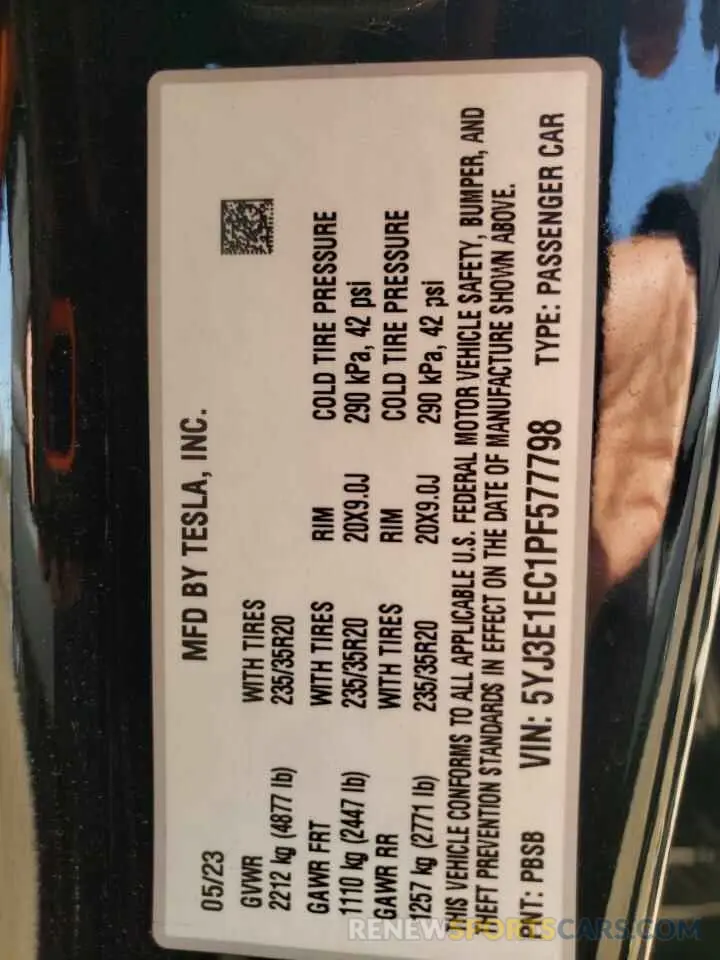 MFD BY TESLA, INC.
05/23
GVWR WITH TIRES
2212 kg (4877 lb) 235/35R20
GAWR FRT WITH TIRES RIM COLD TIRE PRESSURE
1110 kg (2447 lb) 235/35R20 20X9.0J 290 kPa, 42 psi
GAWR RR WITH TIRES RIM COLD TIRE PRESSURE
1257 kg (2771 lb) 235/35R20 20X9.0J 290 kPa, 42 psi
THIS VEHICLE CONFORMS TO ALL APPLICABLE U.S. FEDERAL MOTOR VEHICLE SAFETY, BUMPER, AND
THEFT PREVENTION STANDARDS IN EFFECT ON THE DATE OF MANUFACTURE SHOWN ABOVE.
PNT: PBSB VIN: 5YJ3E1EC1PF577798 TYPE: PASSENGER CAR
RENEWSPORTSCARS.COM